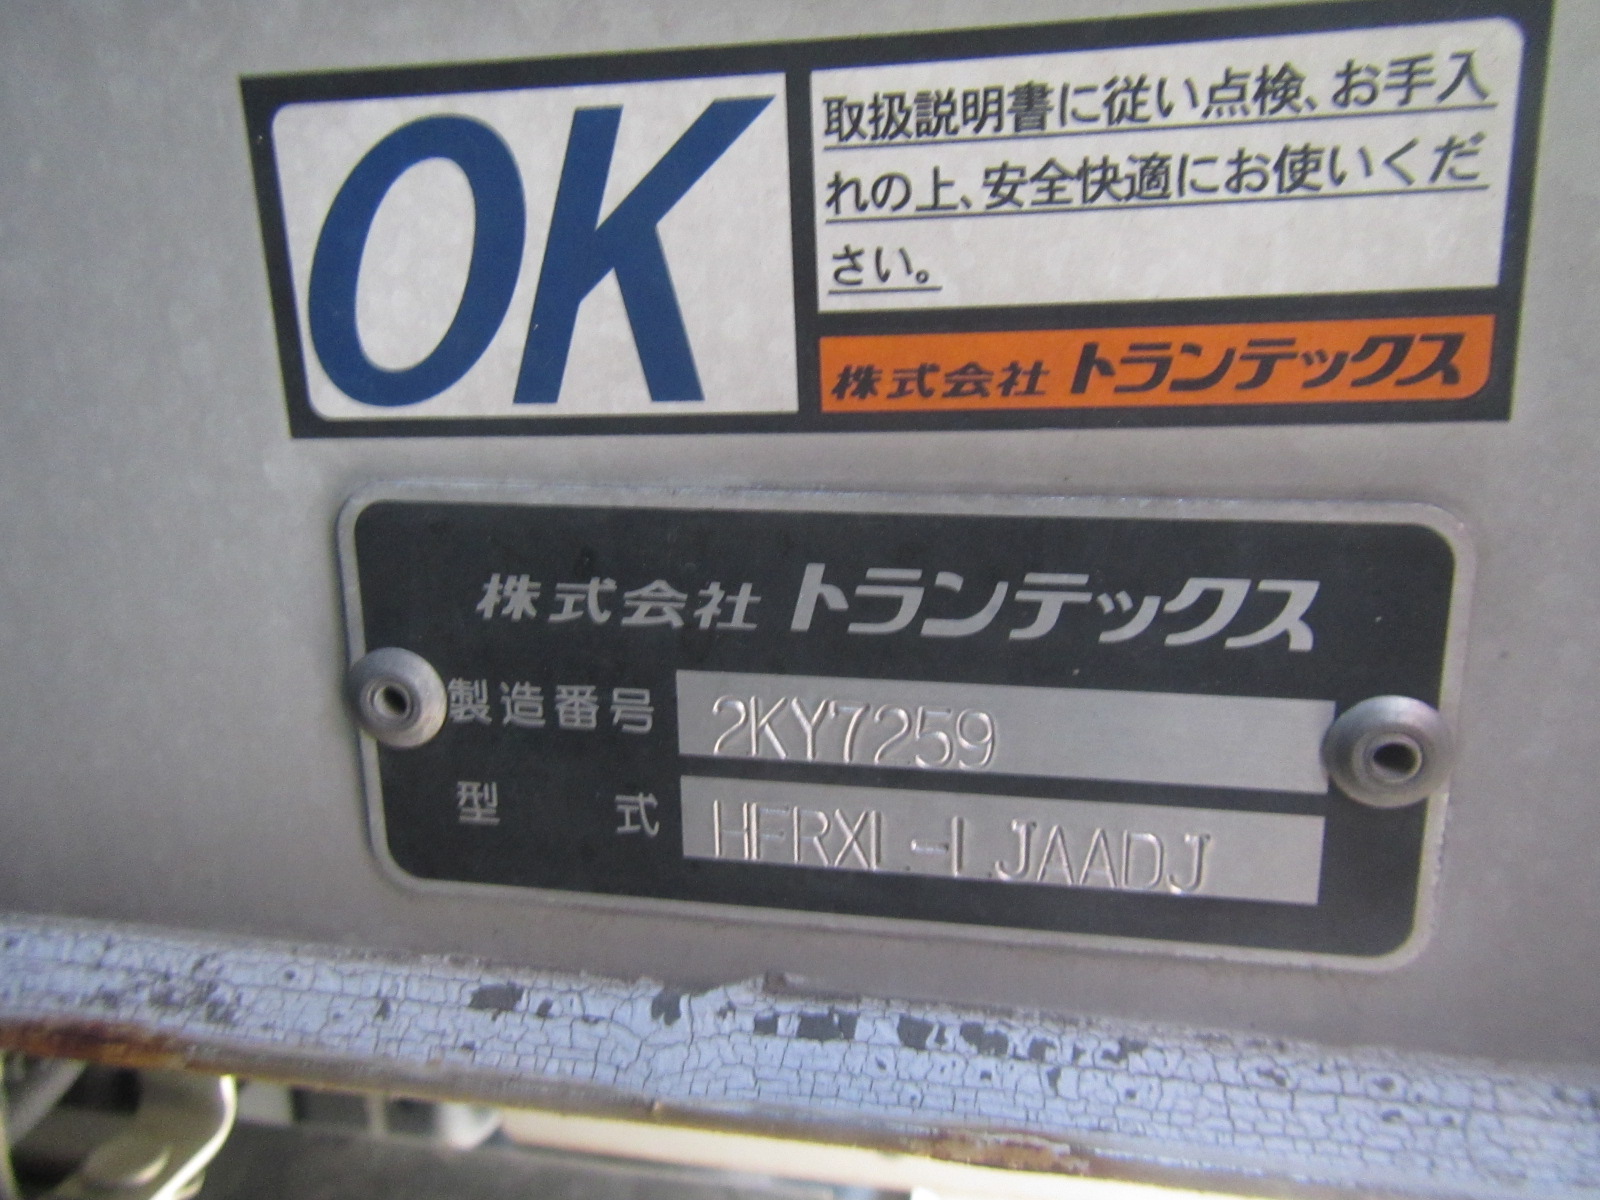 OK
取扱説明書に従い点検、お手入
れの上、安全快適にお使いくだ
さい。
株式会社 トランテックス
株式会社 トランテックス
製造番号 2KY7259
型式 HFRXL-LJAADJ